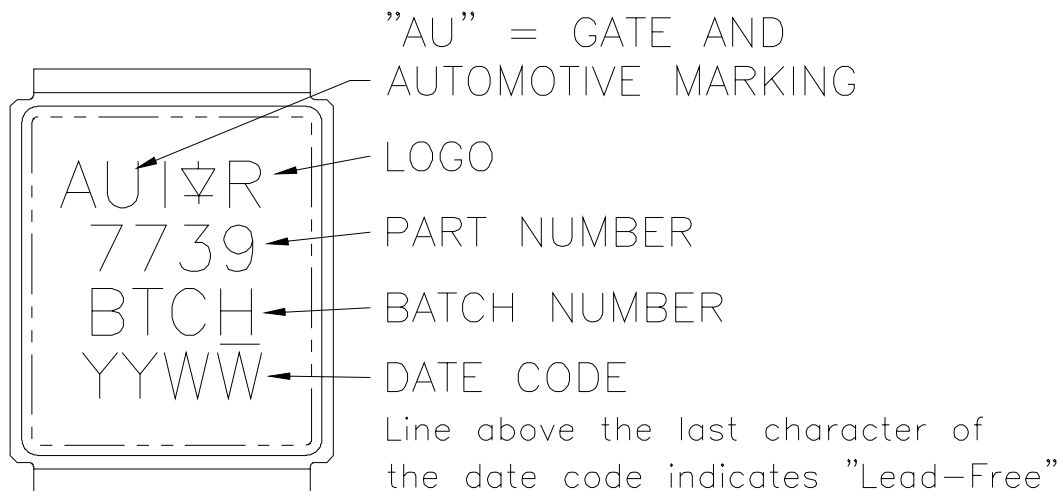 "AU" = GATE AND
AUTOMOTIVE MARKING
AUI R
LOGO
7739
PART NUMBER
BTCH
BATCH NUMBER
YYWW
DATE CODE
Line above the last character of
the date code indicates "Lead-Free"